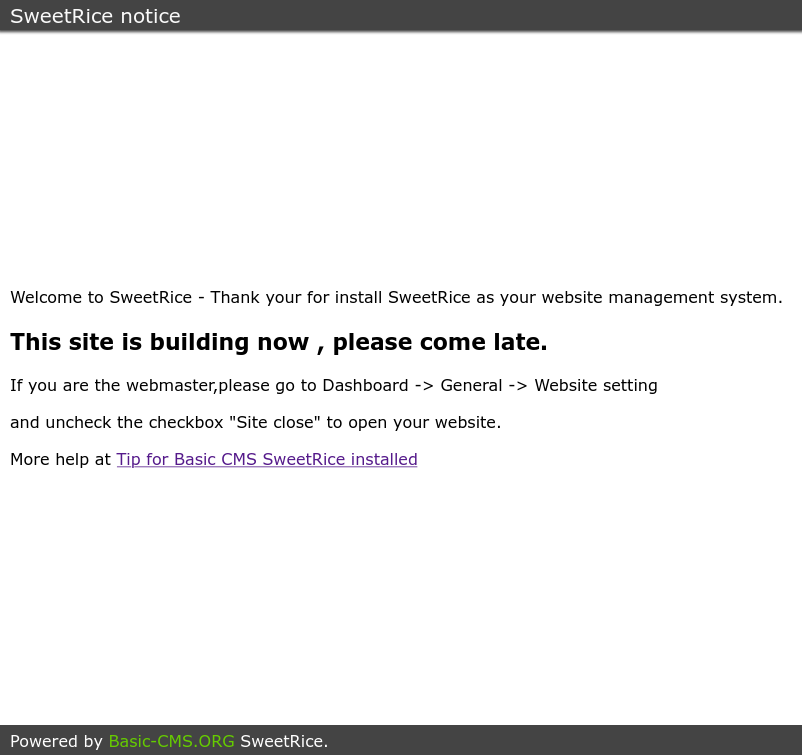 SweetRice notice
Welcome to SweetRice - Thank your for install SweetRice as your website management system.
This site is building now , please come late.
If you are the webmaster,please go to Dashboard -> General -> Website setting
and uncheck the checkbox "Site close" to open your website.
More help at Tip for Basic CMS SweetRice installed
Powered by Basic-CMS.ORG SweetRice.